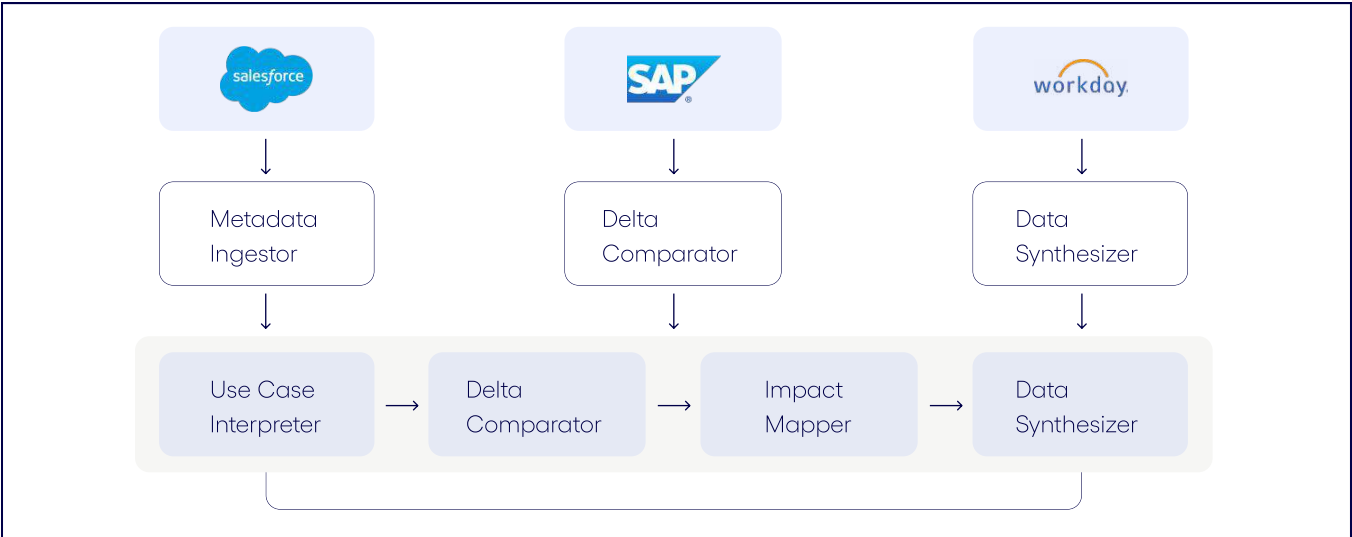 salesforce
SAP®
workday.
Metadata
Ingestor
Delta
Comparator
Data
Synthesizer
Use Case
Interpreter
Delta
Comparator
Impact
Mapper
Data
Synthesizer